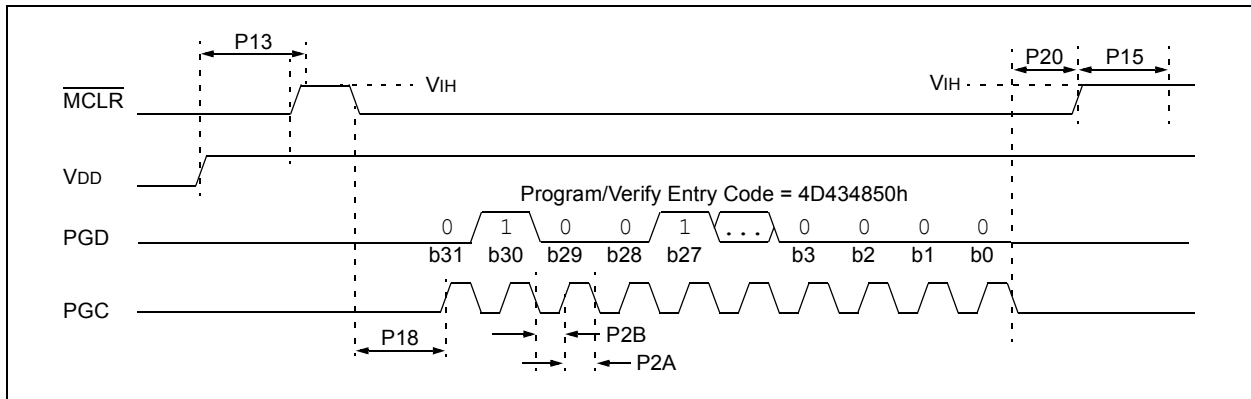 P13
P20 P15
VIH VIH
MCLR
VDD
Program/Verify Entry Code = 4D434850h
PGD 0 1 0 0 1 ... 0 0 0 0
b31 b30 b29 b28 b27 b3 b2 b1 b0
PGC
P18 P2B
P2A